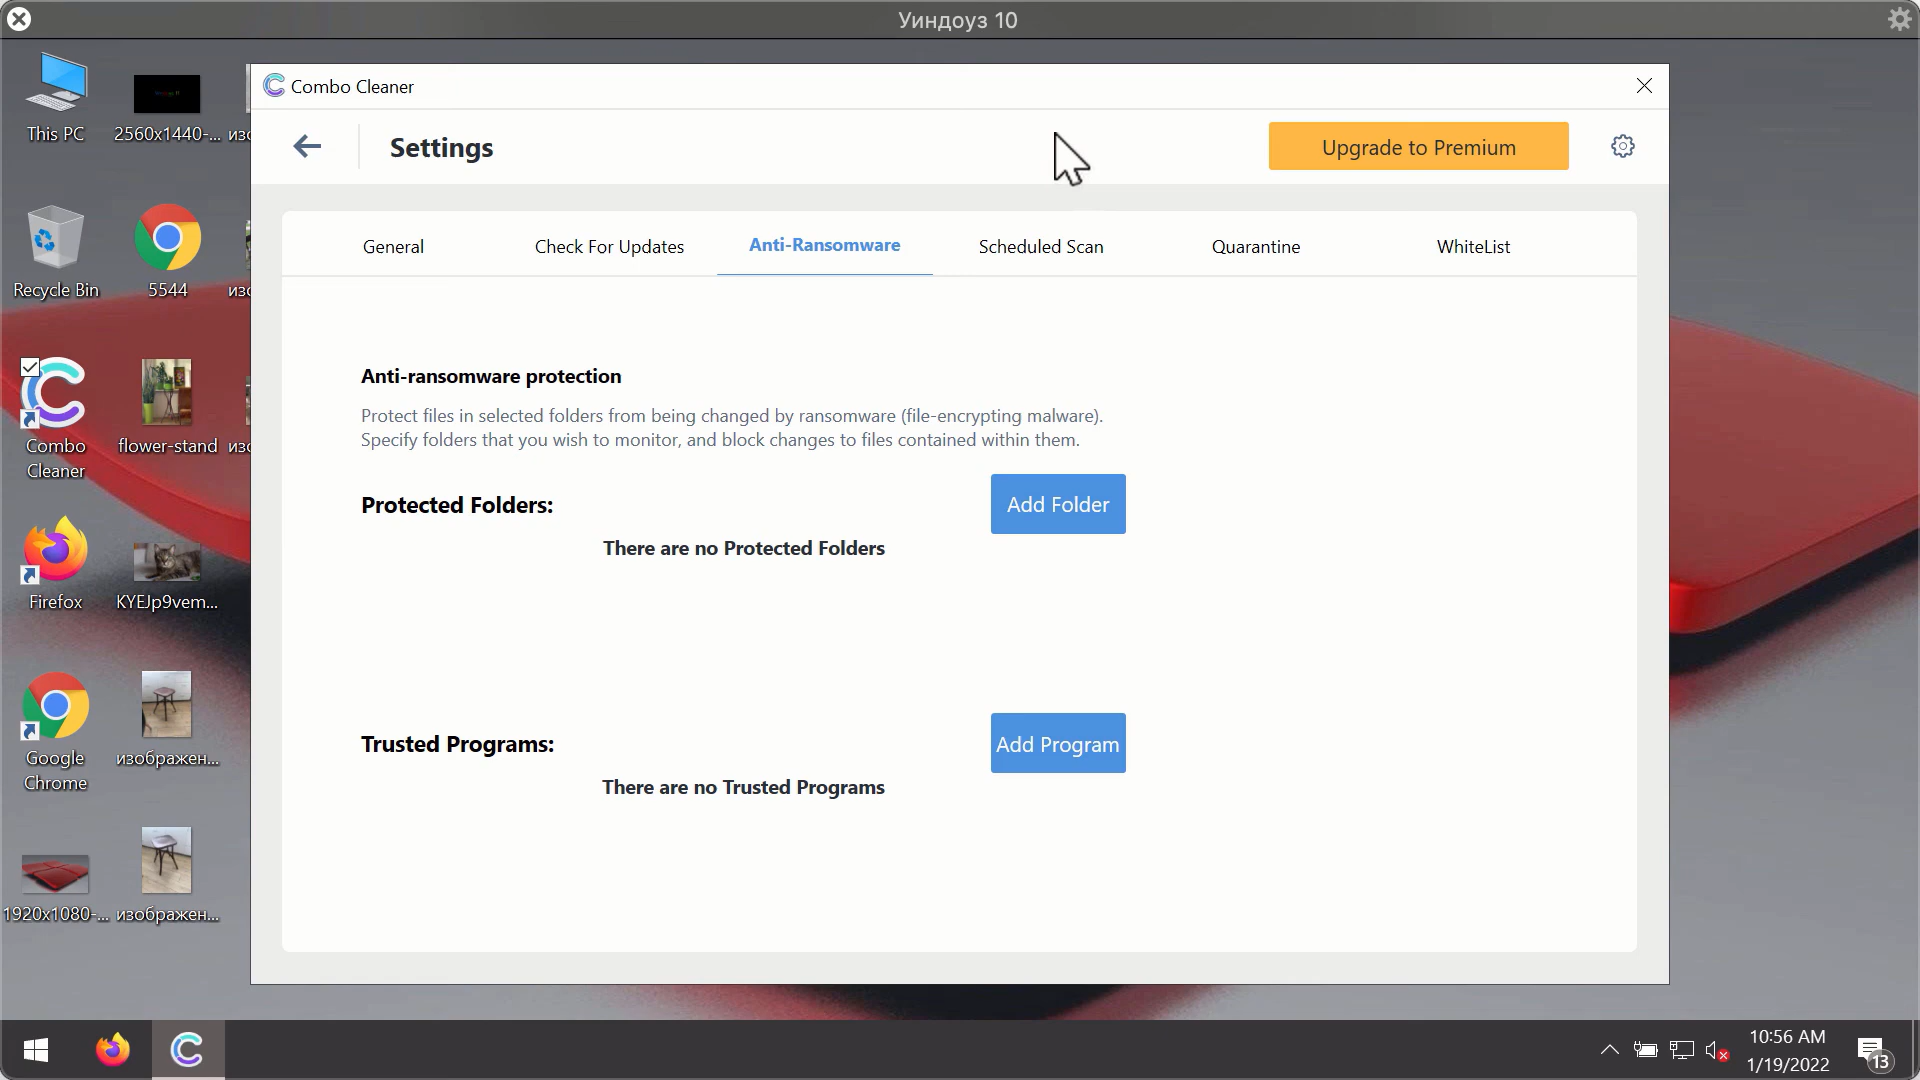 Уиндоуз 10
This PC
2560x1440-...
Combo Cleaner
Settings
Upgrade to Premium
General
Check For Updates
Anti-Ransomware
Scheduled Scan
Quarantine
WhiteList
Recycle Bin
5544
Anti-ransomware protection
Protect files in selected folders from being changed by ransomware (file-encrypting malware).
Specify folders that you wish to monitor, and block changes to files contained within them.
Combo
Cleaner
flower-stand
Protected Folders:
Add Folder
There are no Protected Folders
Firefox
KYEJp9vem...
Trusted Programs:
Add Program
There are no Trusted Programs
Google
Chrome
изображен...
1920x1080-...
изображен...
10:56 AM
1/19/2022
13